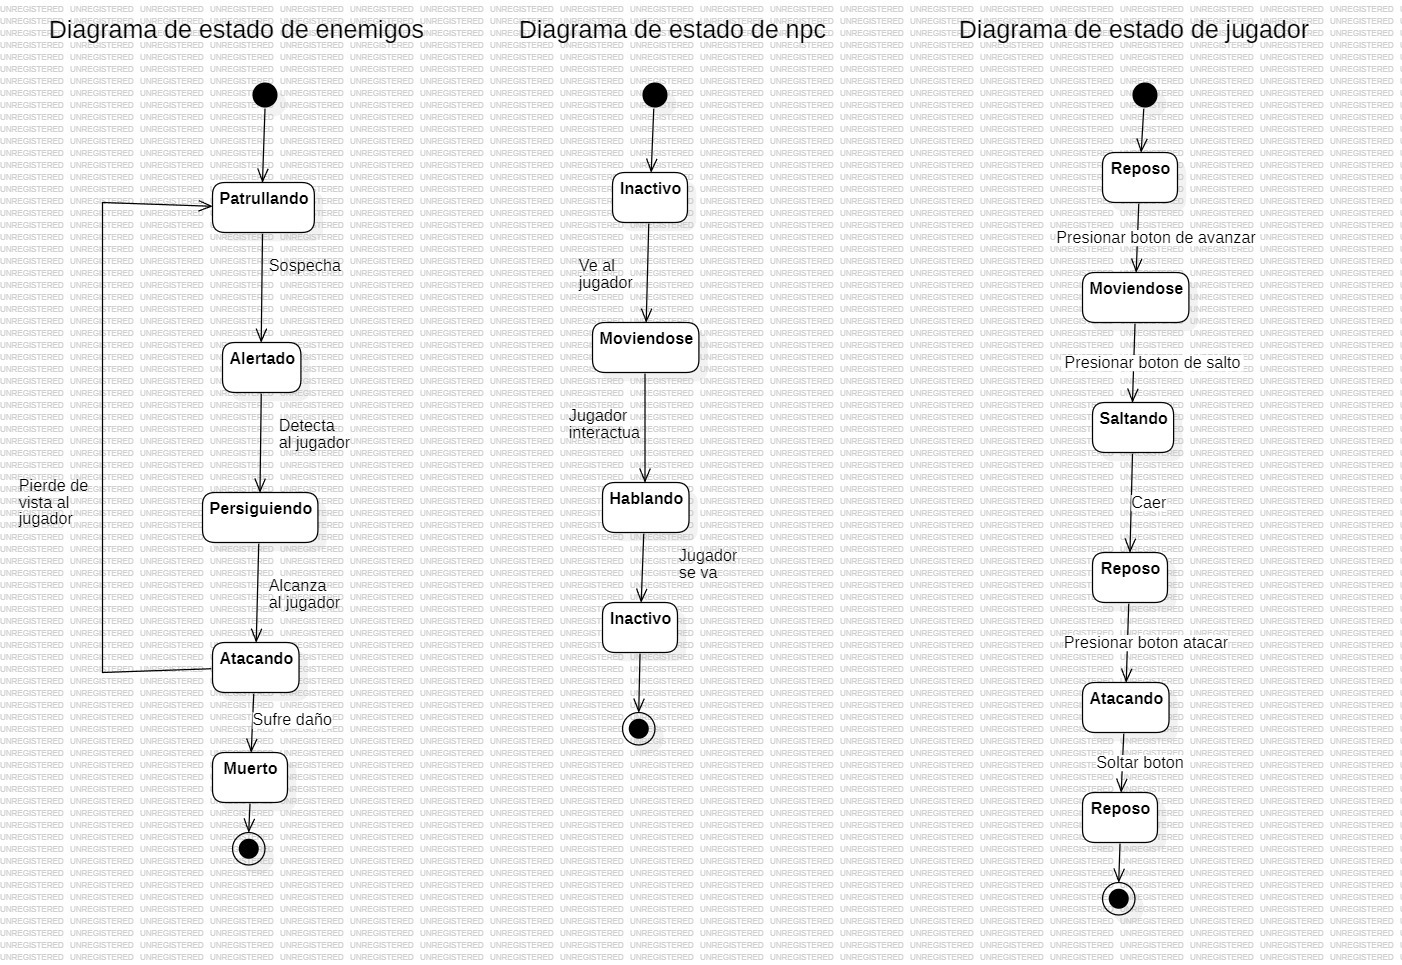 Diagrama de estado de enemigos
Patrullando
Sospecha
Alertado
Detecta
al jugador
Pierde de
vista al
jugador
Persiguiendo
Alcanza
al jugador
Atacando
Sufre daño
Muerto
Diagrama de estado de npc
Inactivo
Ve al
jugador
Moviendose
Jugador
interactua
Hablando
Jugador
se va
Inactivo
Diagrama de estado de jugador
Reposo
Presionar boton de avanzar
Moviendose
Presionar boton de salto
Saltando
Caer
Reposo
Presionar boton atacar
Atacando
Soltar boton
Reposo
UNREGISTERED